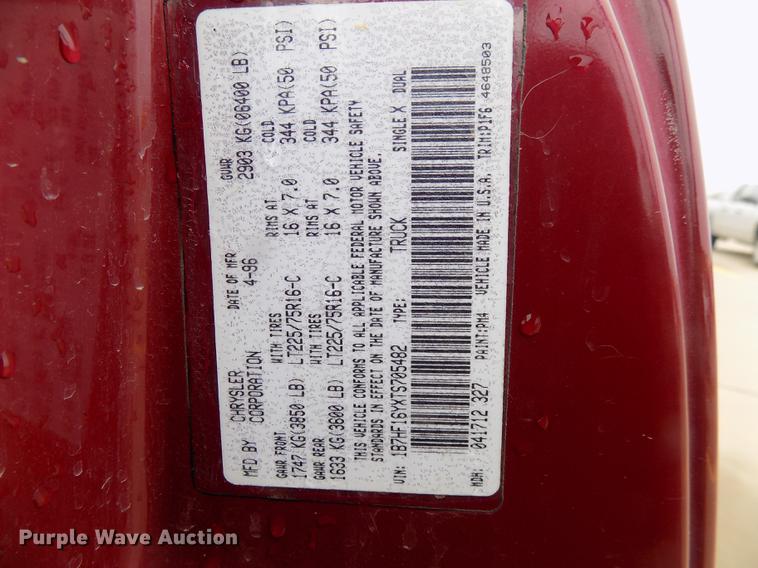 MFD BY CHRYSLER CORPORATION DATE OF MFR 4-96 GVWR 2903 KG(06400 LB)
GAWR FRONT WITH TIRES RIMS AT COLD
1747 KG(3850 LB) LT225/75R16-C 16 X 7.0 344 KPA(50 PSI)
GAWR REAR WITH TIRES RIMS AT COLD
1633 KG(3600 LB) LT225/75R16-C 16 X 7.0 344 KPA(50 PSI)
THIS VEHICLE CONFORMS TO ALL APPLICABLE FEDERAL MOTOR VEHICLE SAFETY
STANDARDS IN EFFECT ON THE DATE OF MANUFACTURE SHOWN ABOVE.
VIN: 1B7HF16YXTS705482 TYPE: TRUCK SINGLE X DUAL
MDH: 041712 327 PAINT:PM4 VEHICLE MADE IN U.S.A. TRIM:P1F6 4648503
Purple Wave Auction®